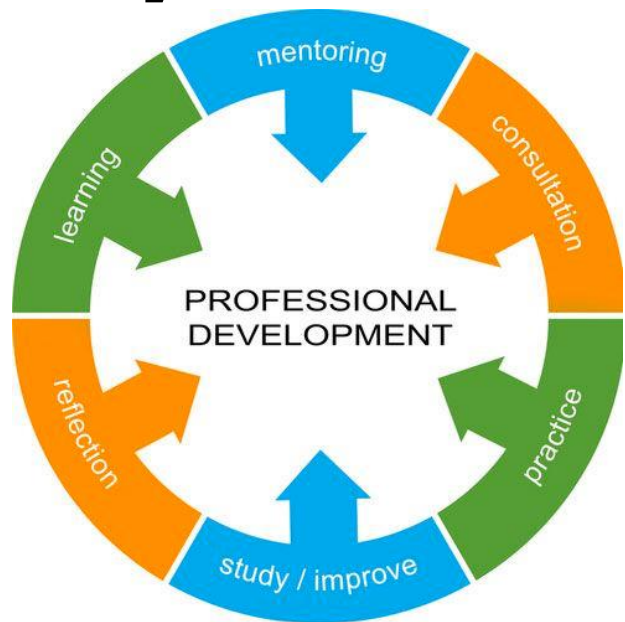 mentoring
consultation
learning
PROFESSIONAL
DEVELOPMENT
reflection
practice
study / improve